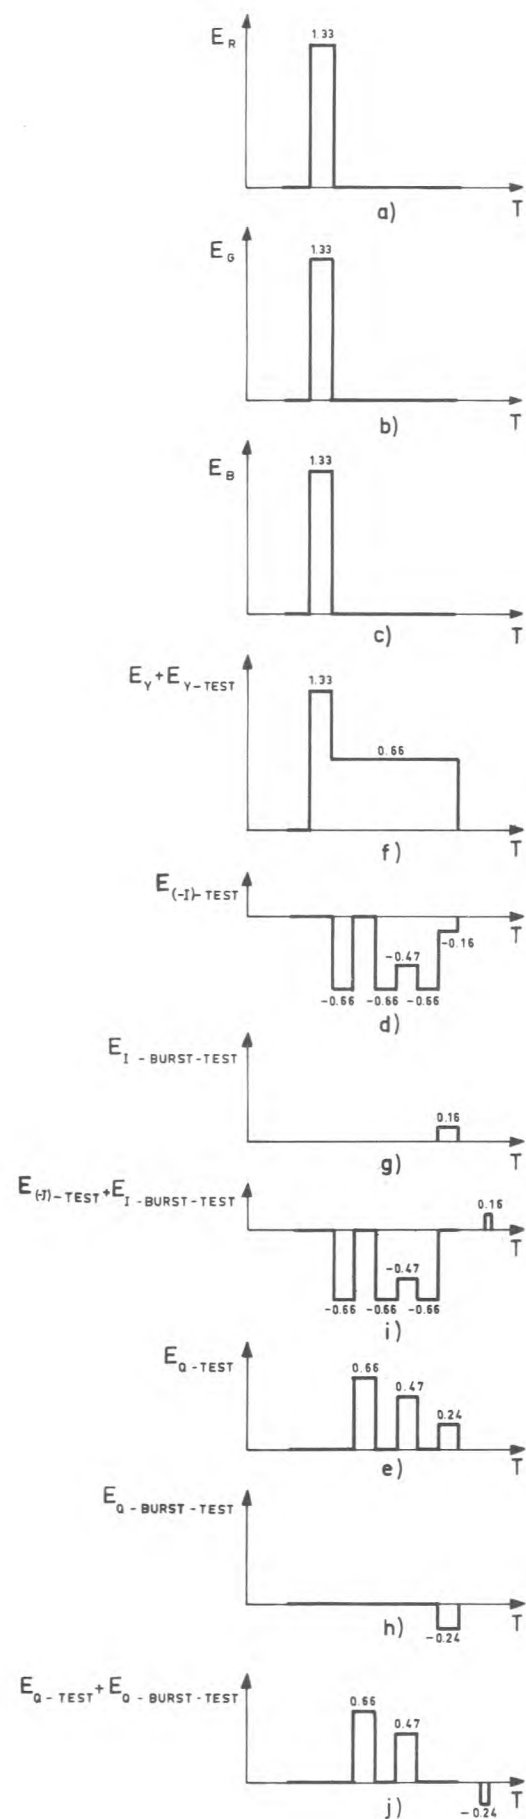 E_R
1.33
T
a)
E_G
1.33
T
b)
E_B
1.33
T
c)
E_Y + E_Y-TEST
1.33
0.66
T
f)
E_(-I)-TEST
T
-0.16
-0.47
-0.66 -0.66 -0.66
d)
E_I-BURST-TEST
0.16
T
g)
E_(-I)-TEST + E_I-BURST-TEST
0.16
T
-0.47
-0.66 -0.66 -0.66
i)
E_Q-TEST
0.66
0.47
0.24
T
e)
E_Q-BURST-TEST
T
-0.24
h)
E_Q-TEST + E_Q-BURST-TEST
0.66
0.47
T
-0.24
j)